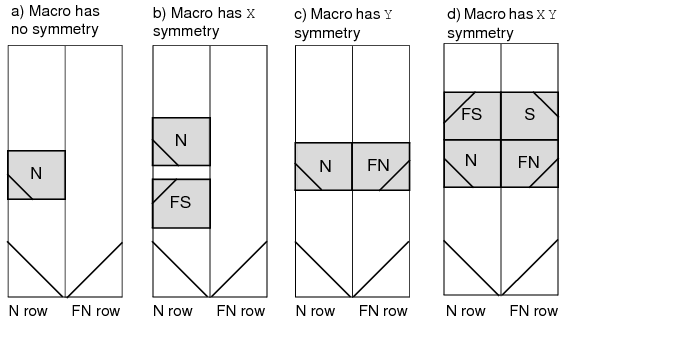 a) Macro has
no symmetry
b) Macro has X
symmetry
c) Macro has Y
symmetry
d) Macro has X Y
symmetry
N
N
FS
N FN
FS S
N FN
N row FN row
N row FN row
N row FN row
N row FN row